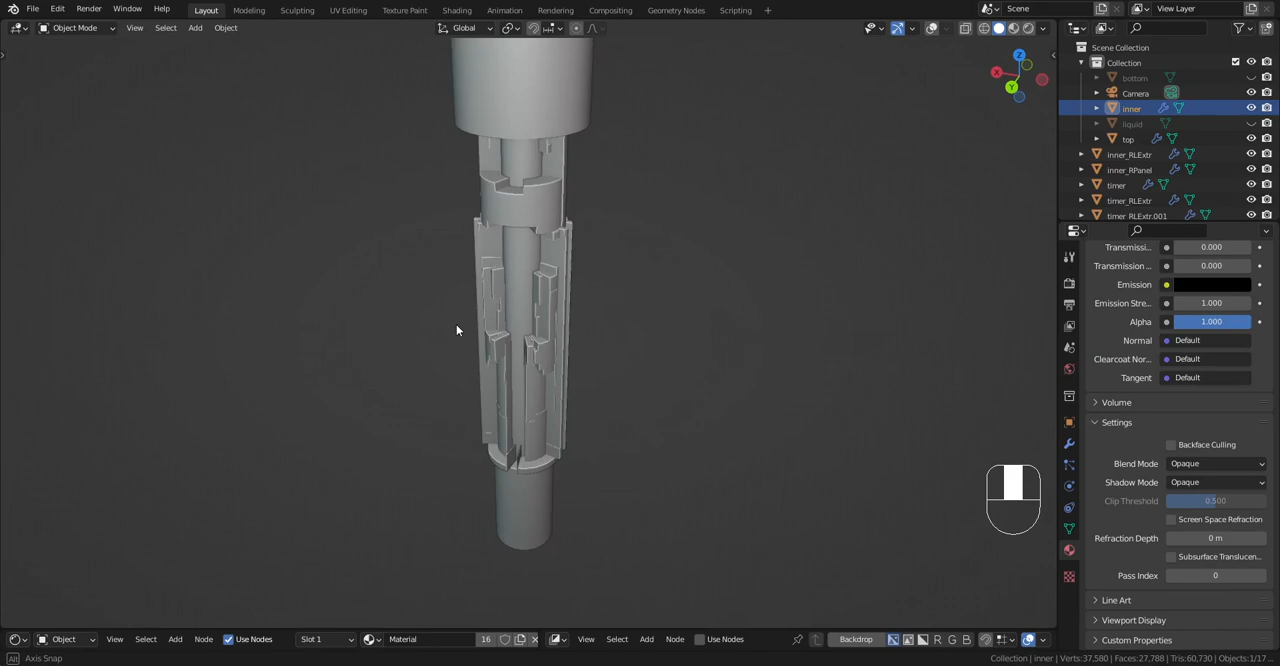 File Edit Render Window Help Layout Modeling Sculpting UV Editing Texture Paint Shading Animation Rendering Compositing Geometry Nodes Scripting + Scene View Layer
Object Mode View Select Add Object Global
Scene Collection
Collection
bottom
Camera
inner
liquid
top
inner_RLExtr
inner_RPanel
timer
timer_RLExtr
timer RLExtr.001
Transmissi... 0.000
Transmission ... 0.000
Emission
Emission Stre... 1.000
Alpha 1.000
Normal Default
Clearcoat Nor... Default
Tangent Default
Volume
Settings
Backface Culling
Blend Mode Opaque
Shadow Mode Opaque
Clip Threshold 0.500
Screen Space Refraction
Refraction Depth 0 m
Subsurface Translucen...
Pass Index 0
Line Art
Viewport Display
Custom Properties
X
Y
Z
Object View Select Add Node Use Nodes Slot 1 Material 16 View Select Add Node Use Nodes Backdrop R G B
Alt Axis Snap Collection | inner | Verts:37,580 | Faces:27,788 | Tris:60,730 | Objects:1/17...